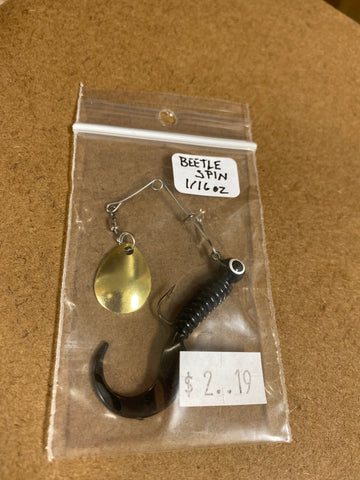 BEETLE
SPIN
1/16 oz
$ 2..19